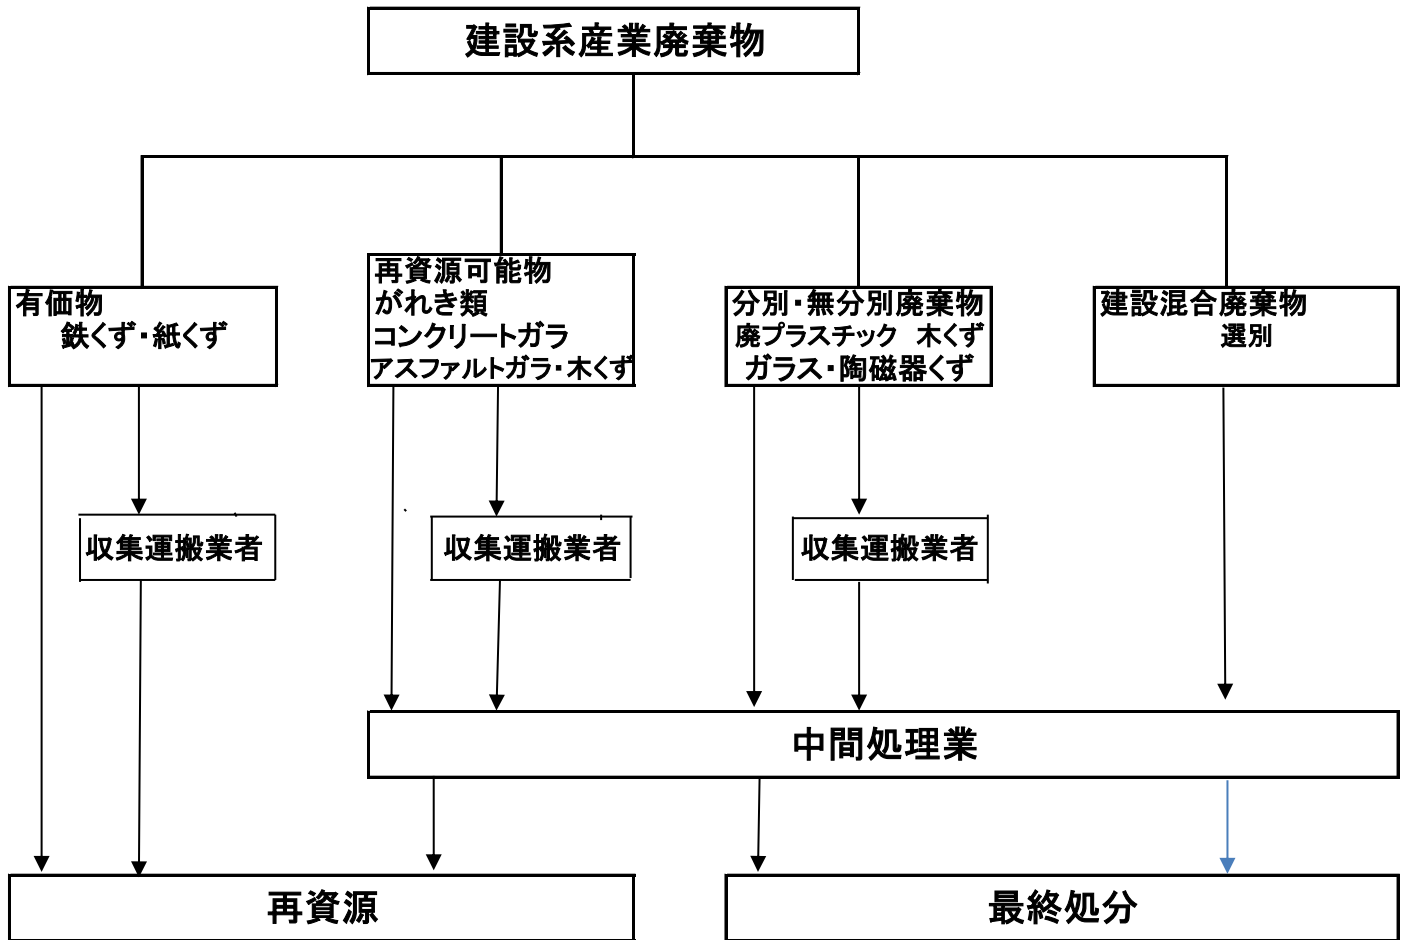 建設系産業廃棄物
有価物
鉄くず・紙くず
再資源可能物
がれき類
コンクリートガラ
アスファルトガラ・木くず
分別・無分別廃棄物
廃プラスチック　木くず
ガラス・陶磁器くず
建設混合廃棄物
選別
収集運搬業者
収集運搬業者
収集運搬業者
中間処理業
再資源
最終処分